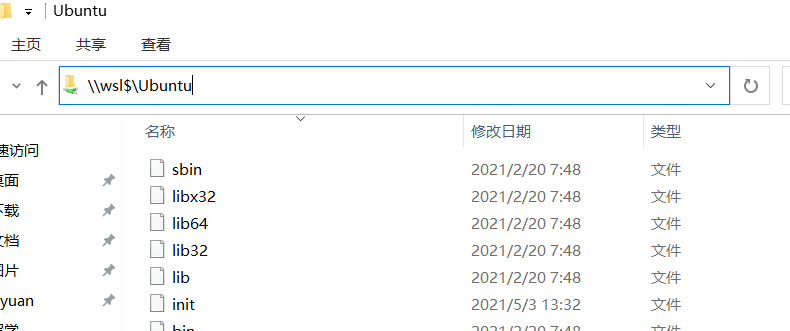 Ubuntu
主页 共享 查看
\\wsl$\Ubuntu
名称 修改日期 类型
速访问
桌面
下载
文档
图片
yuan
sbin 2021/2/20 7:48 文件
libx32 2021/2/20 7:48 文件
lib64 2021/2/20 7:48 文件
lib32 2021/2/20 7:48 文件
lib 2021/2/20 7:48 文件
init 2021/5/3 13:32 文件
bin 2021/2/20 7:48 文件